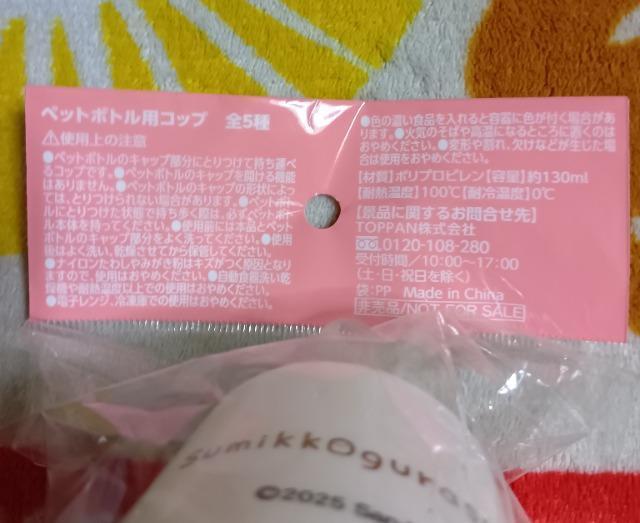 ペットボトル用コップ 全5種
⚠使用上の注意
●ペットボトルのキャップ部分にとりつけて持ち運べ
るコップです。●ペットボトルのキャップを開ける機能
はありません。●ペットボトルのキャップの形状によっ
ては、とりつけられない場合があります。●ペットボト
ルにとりつけた状態で持ち歩く際は、必ずペットボト
ル本体を持ってください。●使用前には本品とペット
ボトルのキャップ部分をよく洗ってください。●使用
後はよく洗い、乾燥させてから保管してください。
●ナイロンたわしやみがき粉はキズがつく原因となり
ますので、使用はおやめください。●自動食器洗い乾
燥機や耐熱温度以上での使用はおやめください。
●電子レンジ、冷凍庫での使用はおやめください。
●色の濃い食品を入れると容器に色が付く場合があ
ります。●火気のそばや高温になるところに置くのは
おやめください。●変形や割れ、欠けなどが生じた場
合は使用をおやめください。
【材質】ポリプロピレン【容量】約130ml
【耐熱温度】100℃【耐冷温度】0℃
【景品に関するお問合せ先】
TOPPAN株式会社
0120-108-280
受付時間/10:00〜17:00
(土・日・祝日を除く)
袋:PP Made in China
非売品/NOT FOR SALE
Sumikkogura
©2025 San